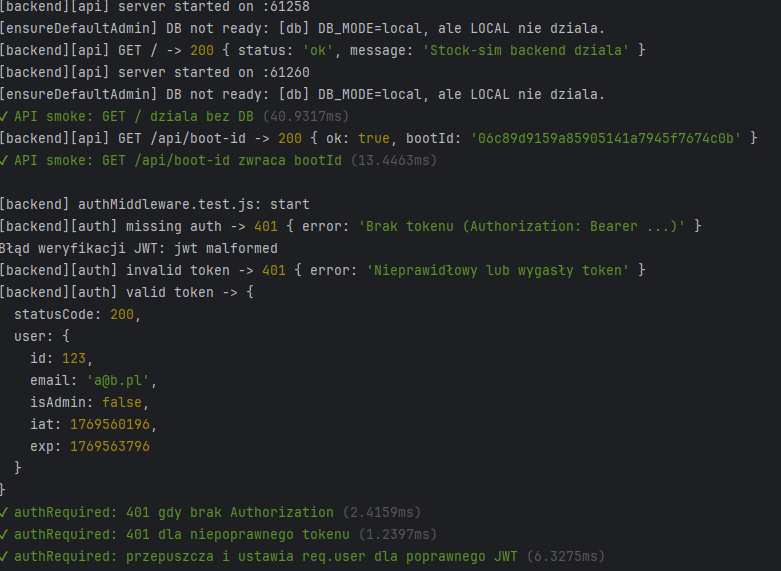 [backend][api] server started on :61258
[ensureDefaultAdmin] DB not ready: [db] DB_MODE=local, ale LOCAL nie dziala.
[backend][api] GET / -> 200 { status: 'ok', message: 'Stock-sim backend dziala' }
[backend][api] server started on :61260
[ensureDefaultAdmin] DB not ready: [db] DB_MODE=local, ale LOCAL nie dziala.
✓ API smoke: GET / dziala bez DB (40.9317ms)
[backend][api] GET /api/boot-id -> 200 { ok: true, bootId: '06c89d9159a85905141a7945f7674c0b' }
✓ API smoke: GET /api/boot-id zwraca bootId (13.4463ms)
[backend] authMiddleware.test.js: start
[backend][auth] missing auth -> 401 { error: 'Brak tokenu (Authorization: Bearer ...)' }
Błąd weryfikacji JWT: jwt malformed
[backend][auth] invalid token -> 401 { error: 'Nieprawidłowy lub wygasły token' }
[backend][auth] valid token -> {
  statusCode: 200,
  user: {
    id: 123,
    email: 'a@b.pl',
    isAdmin: false,
    iat: 1769560196,
    exp: 1769563796
  }
}
✓ authRequired: 401 gdy brak Authorization (2.4159ms)
✓ authRequired: 401 dla niepoprawnego tokenu (1.2397ms)
✓ authRequired: przepuszcza i ustawia req.user dla poprawnego JWT (6.3275ms)